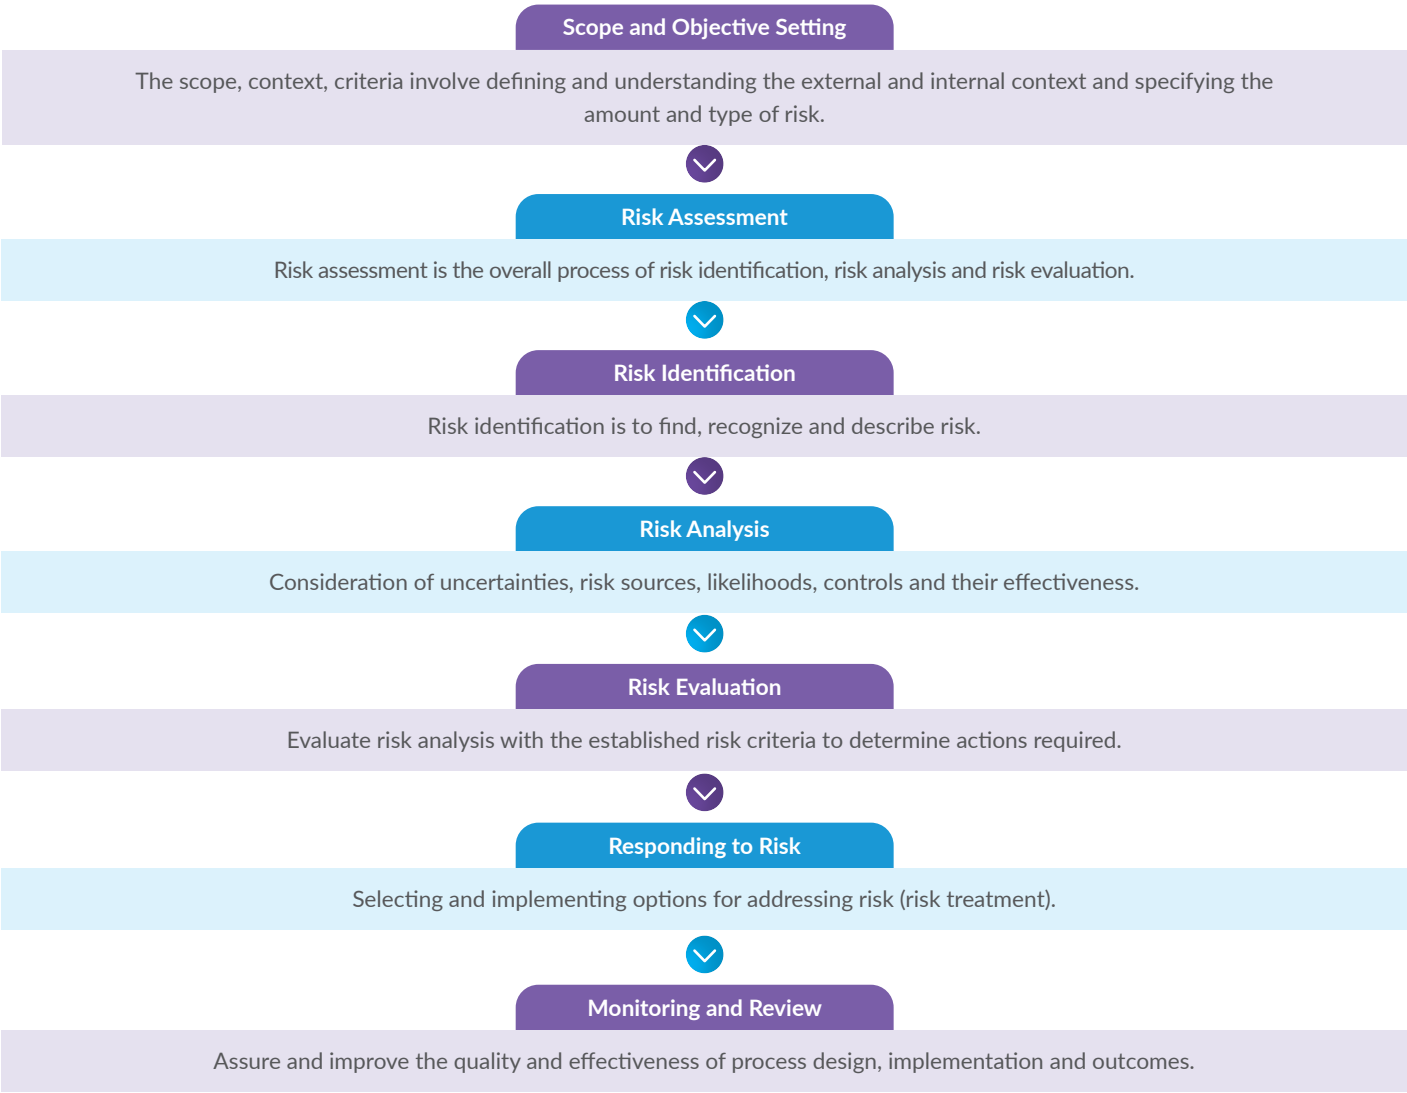 Scope and Objective Setting
The scope, context, criteria involve defining and understanding the external and internal context and specifying the
amount and type of risk.
Risk Assessment
Risk assessment is the overall process of risk identification, risk analysis and risk evaluation.
Risk Identification
Risk identification is to find, recognize and describe risk.
Risk Analysis
Consideration of uncertainties, risk sources, likelihoods, controls and their effectiveness.
Risk Evaluation
Evaluate risk analysis with the established risk criteria to determine actions required.
Responding to Risk
Selecting and implementing options for addressing risk (risk treatment).
Monitoring and Review
Assure and improve the quality and effectiveness of process design, implementation and outcomes.